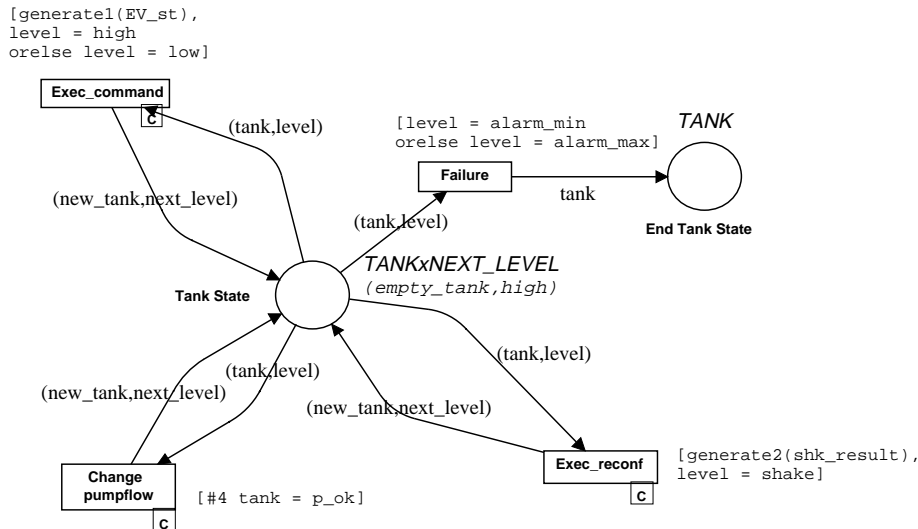 [generate1(EV_st),
level = high
orelse level = low]
Exec_command
C
(tank,level)
[level = alarm_min
orelse level = alarm_max]
TANK
Failure
tank
(new_tank,next_level)
(tank,level)
End Tank State
TANKxNEXT_LEVEL
(empty_tank,high)
Tank State
(tank,level)
(tank,level)
(new_tank,next_level)
(new_tank,next_level)
Exec_reconf
C
[generate2(shk_result),
level = shake]
Change
pumpflow
C
[#4 tank = p_ok]